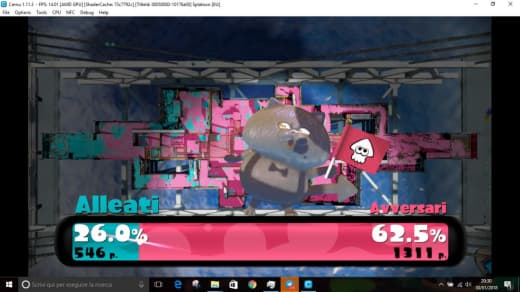 Cemu 1.11.3 - FPS: 14.01 [AMD GPU] [ShaderCache: 15c7792c] [TitleId: 00050000-10176a00] Splatoon [EU]
File Options Tools CPU NFC Debug Help
Alleati Avversari
26.0% 62.5%
546 p. 1311 p.
Scrivi qui per eseguire la ricerca
20:30
08/01/2018